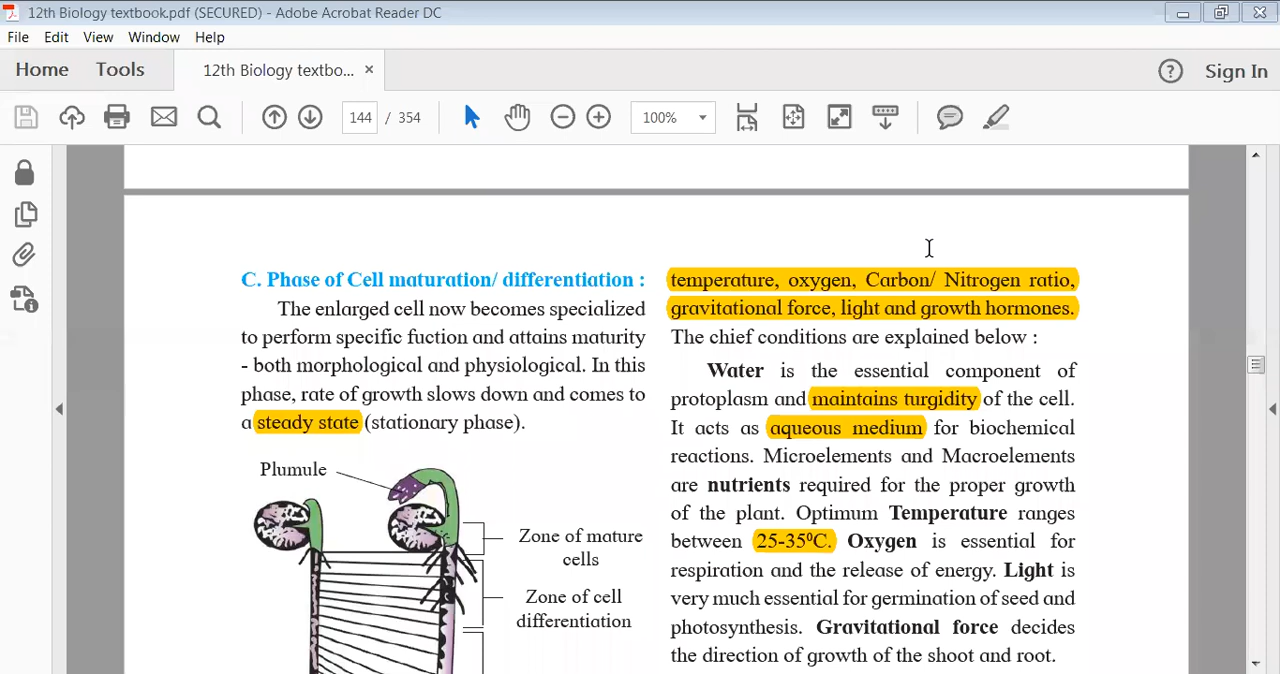 12th Biology textbook.pdf (SECURED) - Adobe Acrobat Reader DC
File Edit View Window Help
Home Tools 12th Biology textbo... × Sign In
144 / 354 100%
C. Phase of Cell maturation/ differentiation :
The enlarged cell now becomes specialized
to perform specific fuction and attains maturity
- both morphological and physiological. In this
phase, rate of growth slows down and comes to
a steady state (stationary phase).
Plumule
Zone of mature
cells
Zone of cell
differentiation
temperature, oxygen, Carbon/ Nitrogen ratio,
gravitational force, light and growth hormones.
The chief conditions are explained below :
Water is the essential component of
protoplasm and maintains turgidity of the cell.
It acts as aqueous medium for biochemical
reactions. Microelements and Macroelements
are nutrients required for the proper growth
of the plant. Optimum Temperature ranges
between 25-35⁰C. Oxygen is essential for
respiration and the release of energy. Light is
very much essential for germination of seed and
photosynthesis. Gravitational force decides
the direction of growth of the shoot and root.